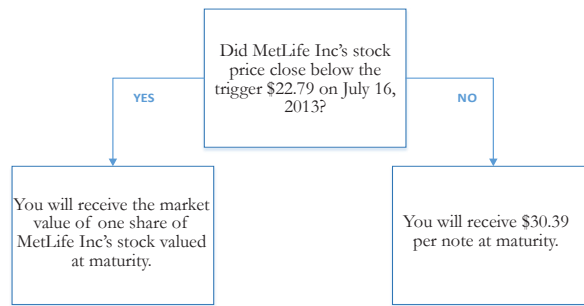 Did MetLife Inc's stock
price close below the
trigger $22.79 on July 16,
2013?
YES
NO
You will receive the market
value of one share of
MetLife Inc's stock valued
at maturity.
You will receive $30.39
per note at maturity.